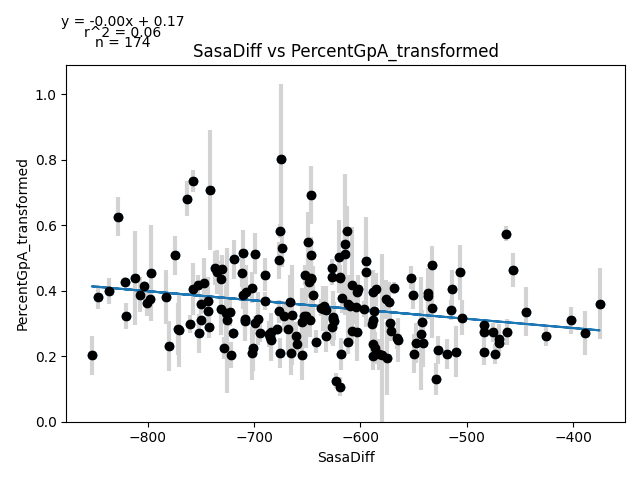 y = -0.00x + 0.17
r^2 = 0.06
n = 174
SasaDiff vs PercentGpA_transformed
PercentGpA_transformed
1.0
0.8
0.6
0.4
0.2
0.0
−800 −700 −600 −500 −400
SasaDiff